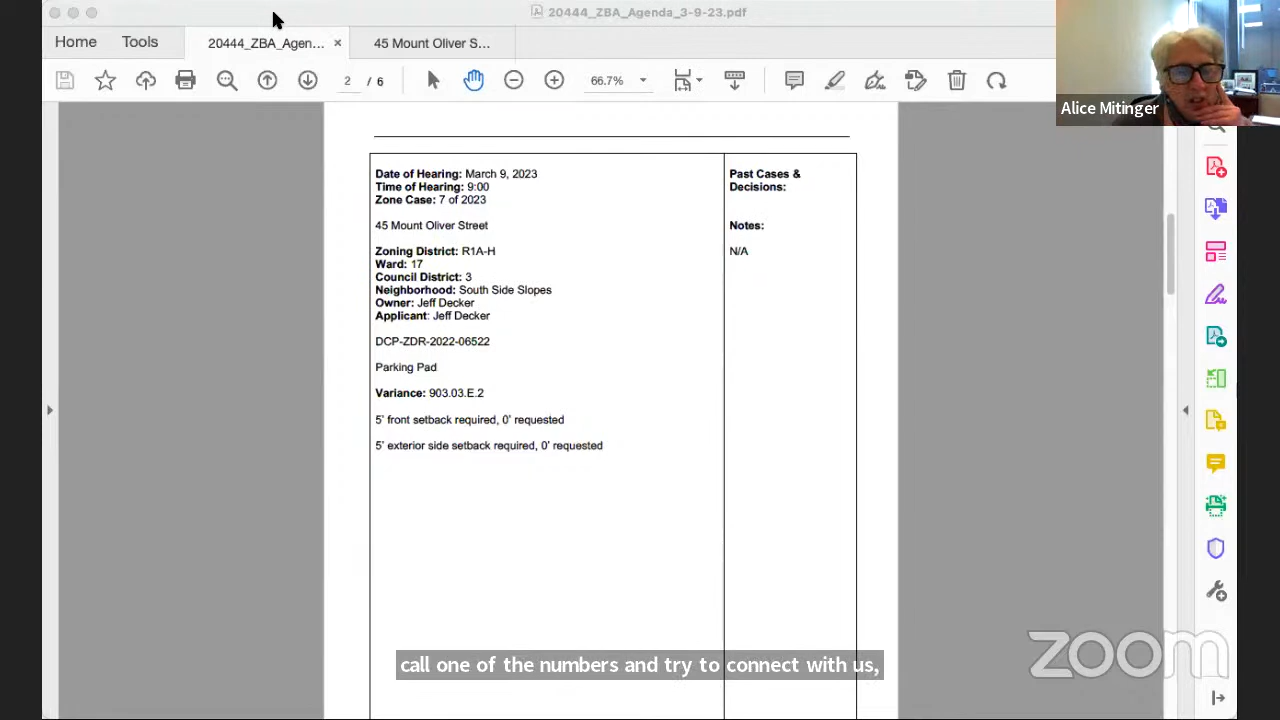 20444_ZBA_Agenda_3-9-23.pdf
Home Tools 20444_ZBA_Agen... × 45 Mount Oliver S...
2 / 6 66.7%
Alice Mitinger
Date of Hearing: March 9, 2023
Time of Hearing: 9:00
Zone Case: 7 of 2023
45 Mount Oliver Street
Zoning District: R1A-H
Ward: 17
Council District: 3
Neighborhood: South Side Slopes
Owner: Jeff Decker
Applicant: Jeff Decker
DCP-ZDR-2022-06522
Parking Pad
Variance: 903.03.E.2
5' front setback required, 0' requested
5' exterior side setback required, 0' requested
Past Cases &
Decisions:
Notes:
N/A
call one of the numbers and try to connect with us,
zoom